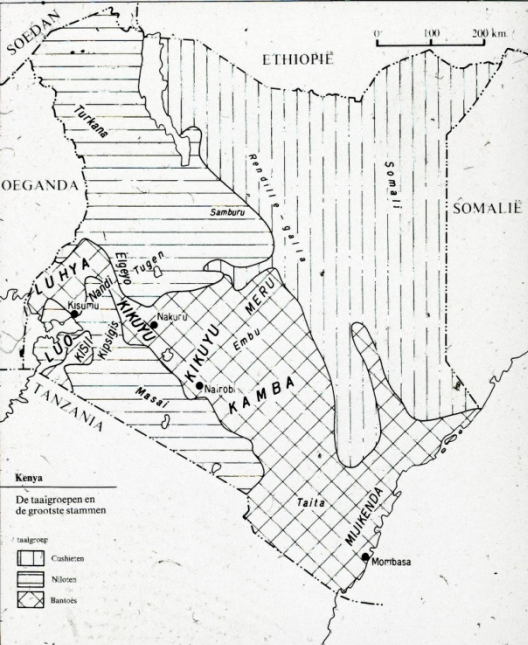 SOEDAN
ETHIOPIË
0 100 200 km.
Turkana
OEGANDA
Rendille-galla
Somali
SOMALIË
Samburu
LUHYA
Elgeyo
Tugen
Nandi
Kisumu
KIKUYU
Nakuru
MERU
LUO
KISII
Kipsigis
KIKUYU
Embu
Nairobi
KAMBA
Masai
TANZANIA
Taita
MIJIKENDA
Mombasa
Kenya
De taalgroepen en
de grootste stammen
taalgroep
Cushieten
Niloten
Bantoes